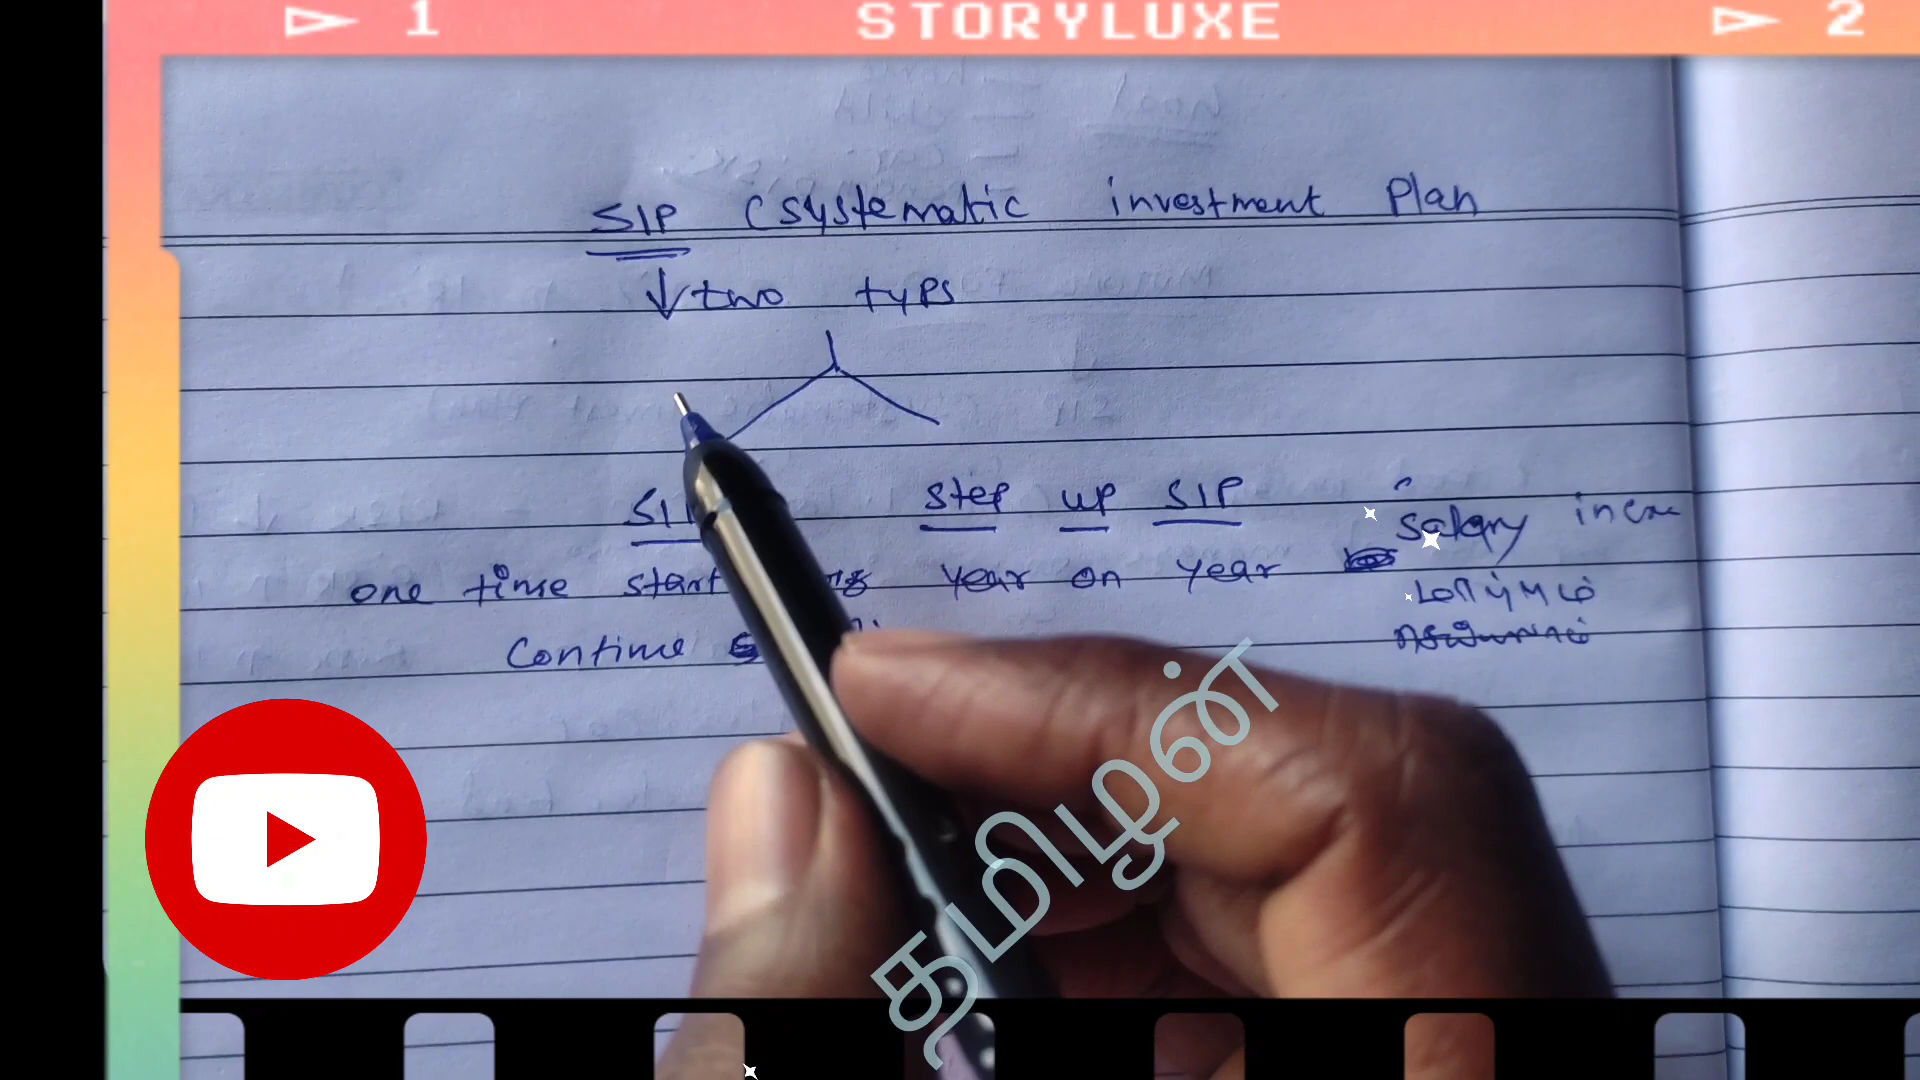 1 STORYLUXE 2
SIP (systematic investment Plan
two typs
step up SIP
salary
one time start year on year
Continue
தமிழன்